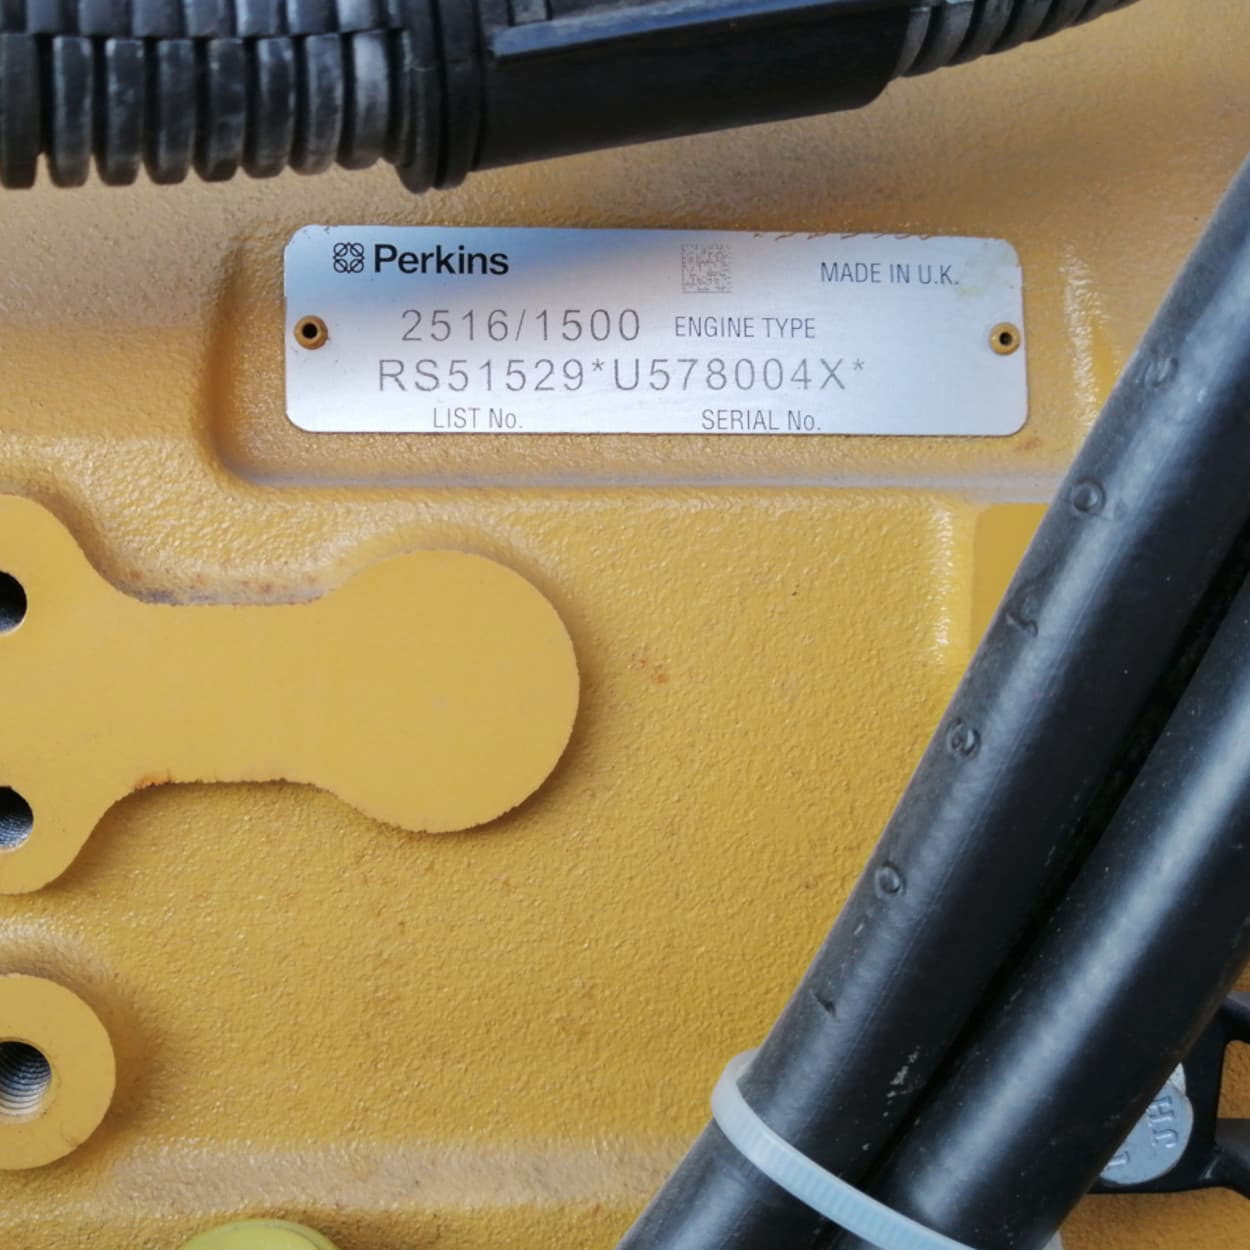 Perkins
MADE IN U.K.
2516/1500 ENGINE TYPE
RS51529*U578004X*
LIST No. SERIAL No.